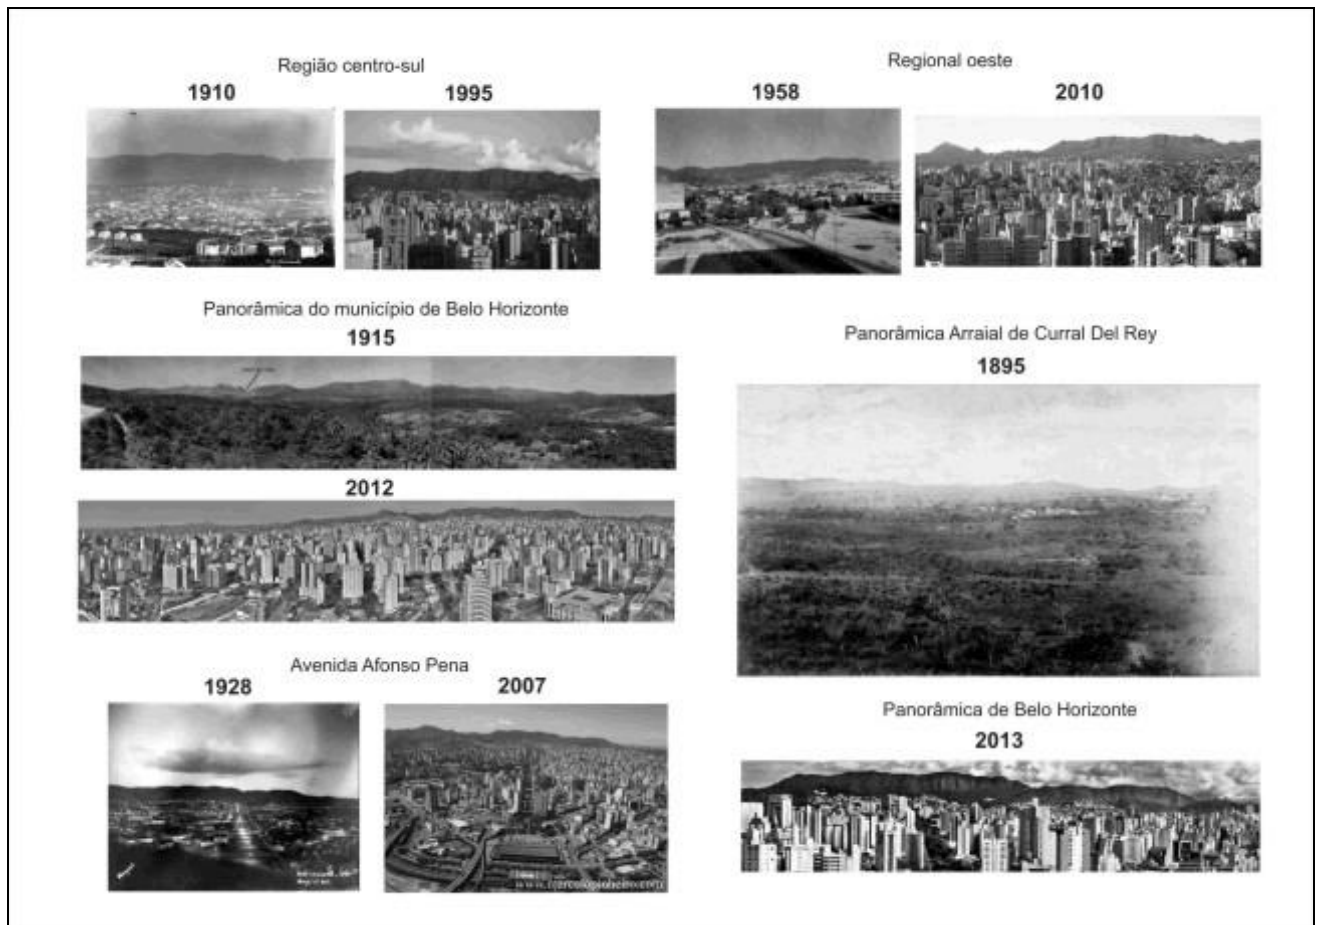 Região centro-sul
1910
1995
Regional oeste
1958
2010
Panorâmica do município de Belo Horizonte
1915
2012
Panorâmica Arraial de Curral Del Rey
1895
Avenida Afonso Pena
1928
2007
Panorâmica de Belo Horizonte
2013